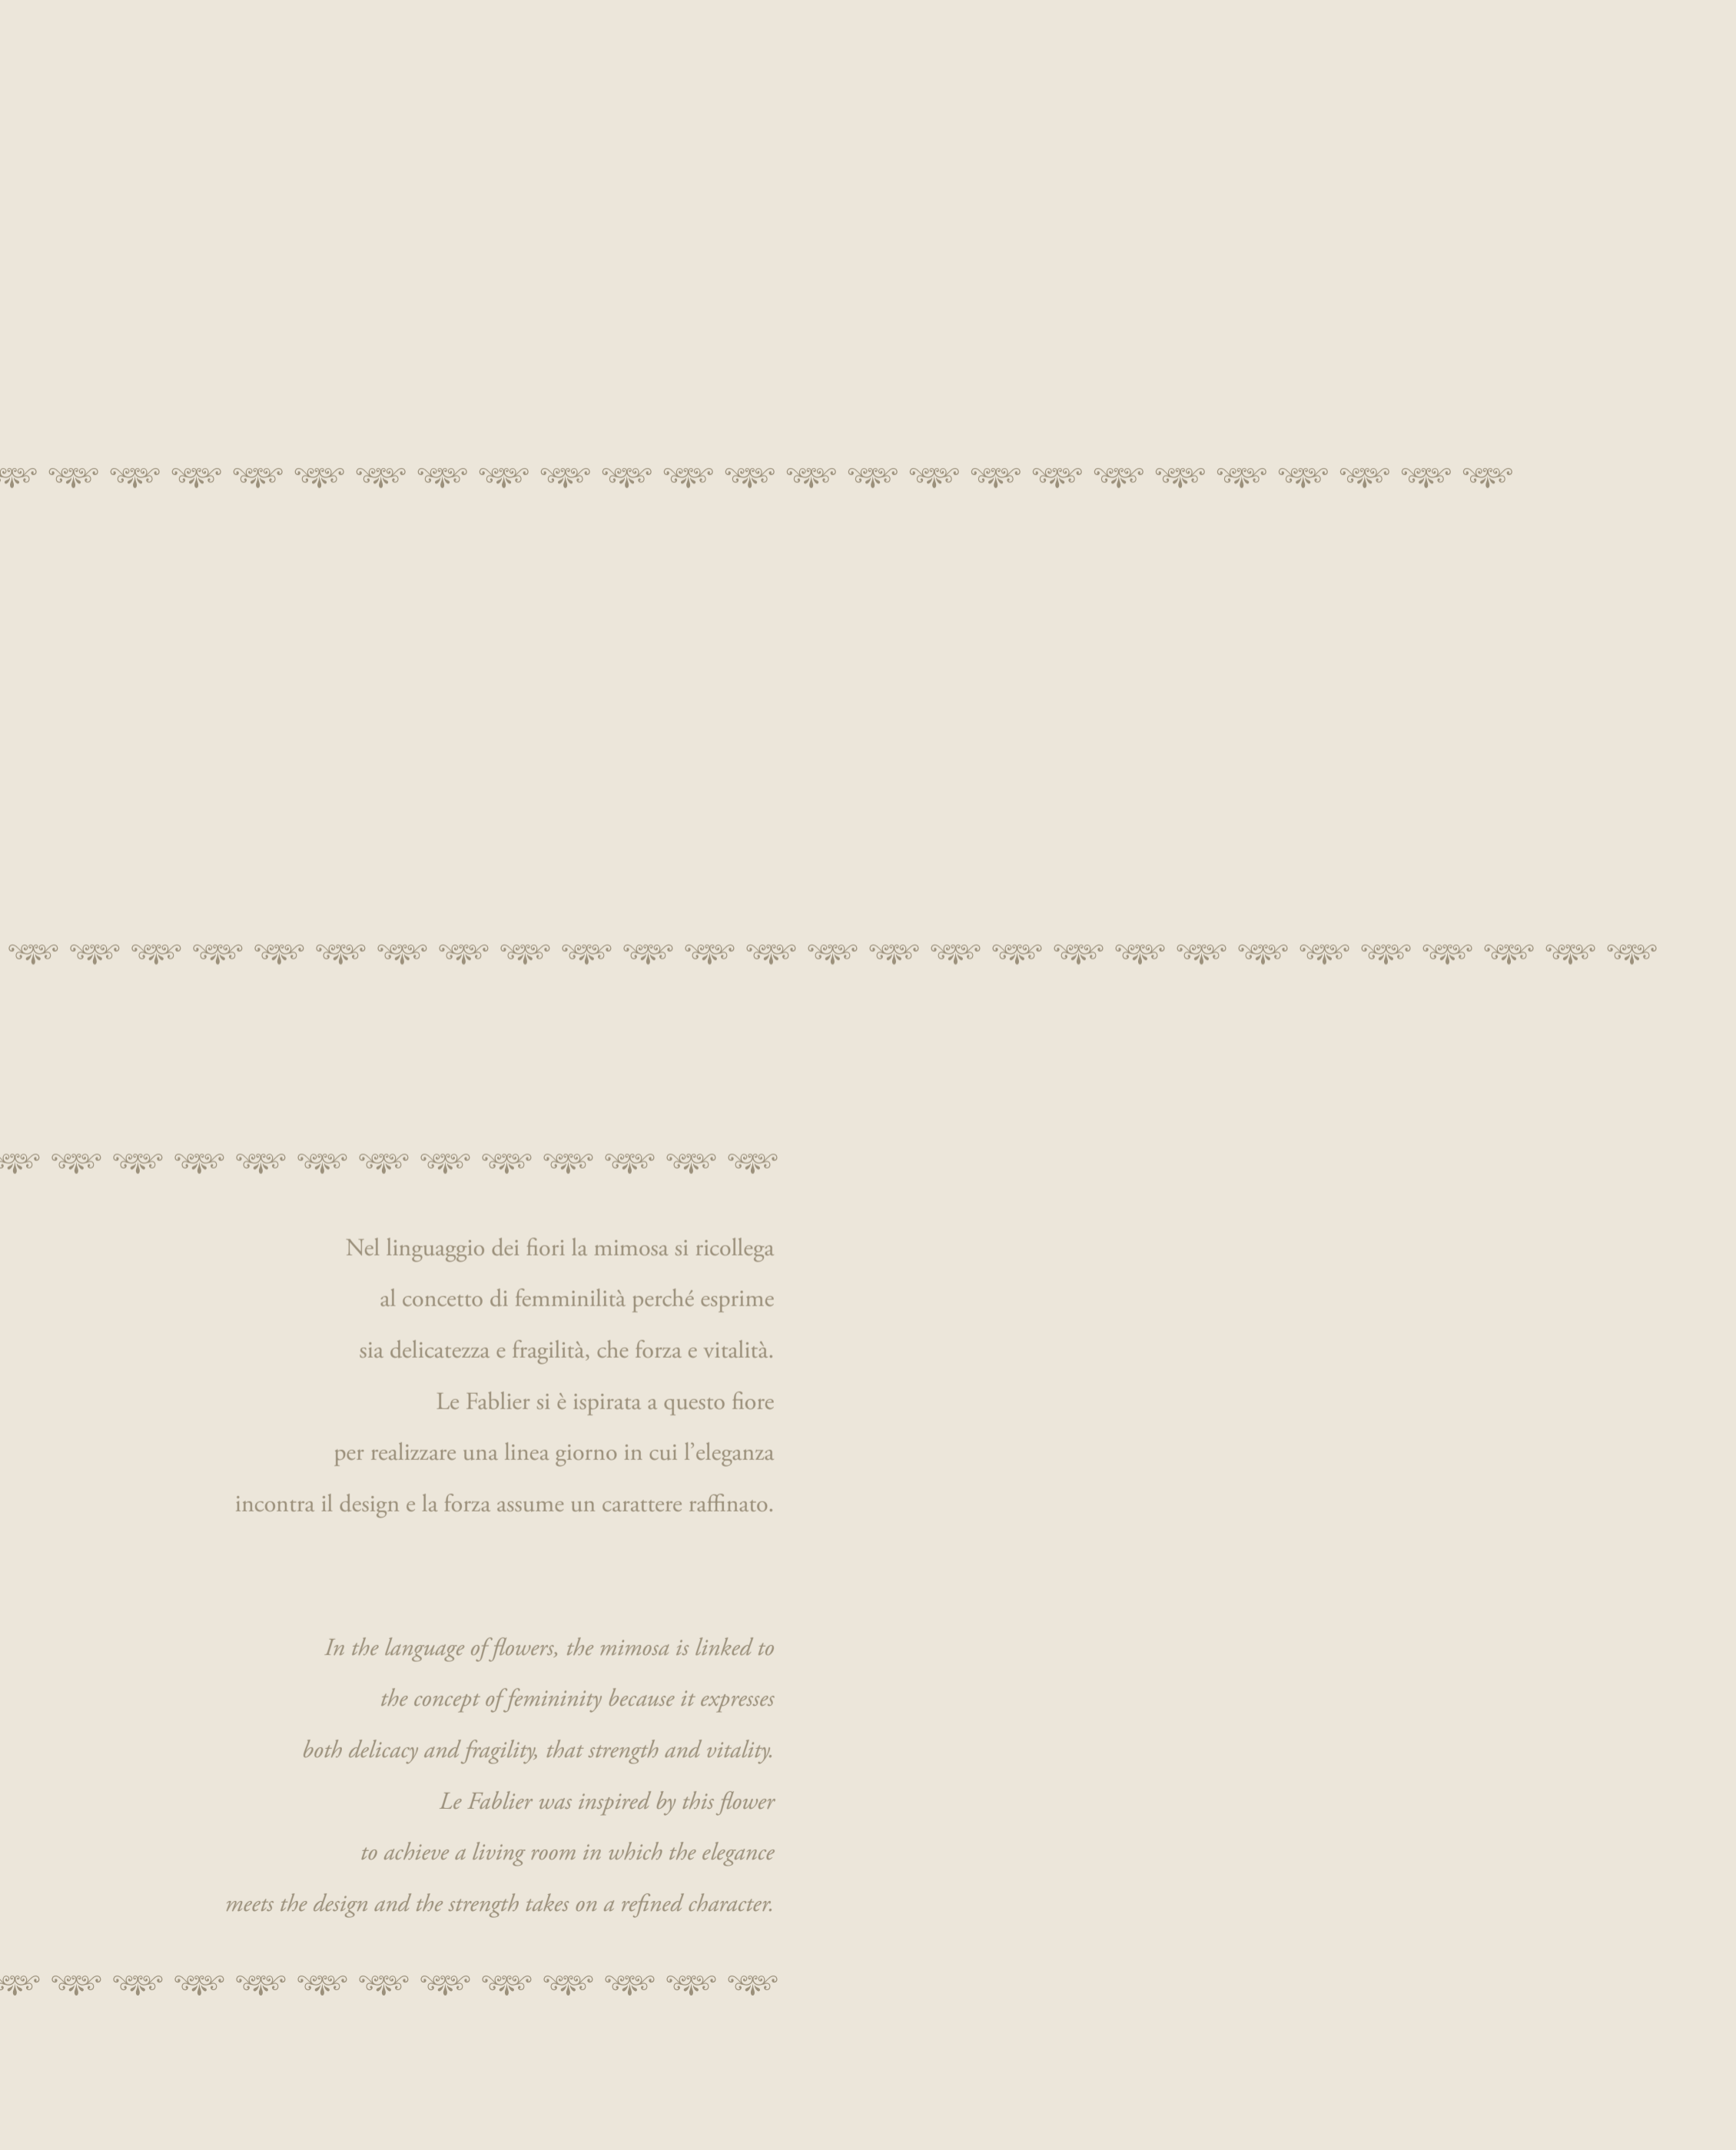 Nel linguaggio dei fiori la mimosa si ricollega
al concetto di femminilità perché esprime
sia delicatezza e fragilità, che forza e vitalità.
Le Fablier si è ispirata a questo fiore
per realizzare una linea giorno in cui l’eleganza
incontra il design e la forza assume un carattere raffinato.
In the language of flowers, the mimosa is linked to
the concept of femininity because it expresses
both delicacy and fragility, that strength and vitality.
Le Fablier was inspired by this flower
to achieve a living room in which the elegance
meets the design and the strength takes on a refined character.